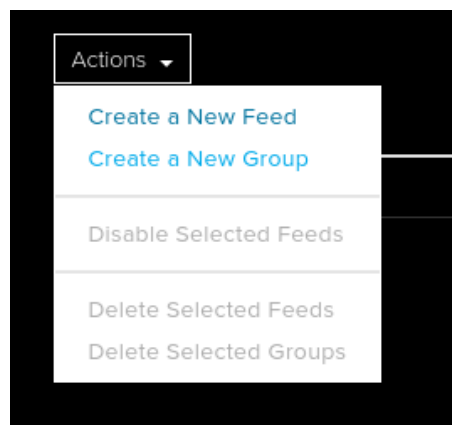 Actions
Create a New Feed
Create a New Group
Disable Selected Feeds
Delete Selected Feeds
Delete Selected Groups